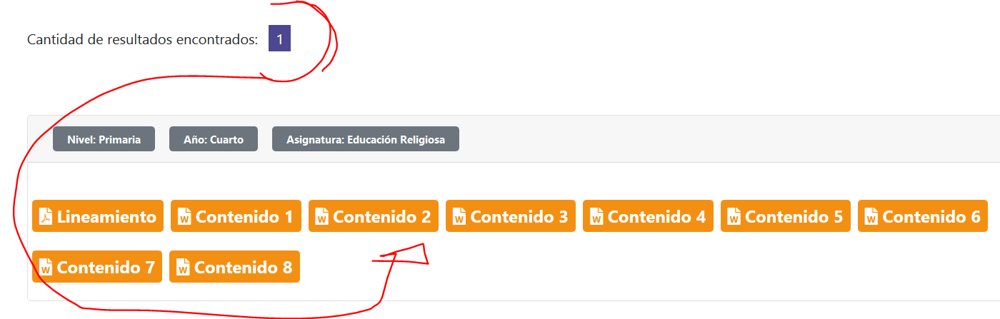 Cantidad de resultados encontrados: 1
Nivel: Primaria Año: Cuarto Asignatura: Educación Religiosa
Lineamiento Contenido 1 Contenido 2 Contenido 3 Contenido 4 Contenido 5 Contenido 6
Contenido 7 Contenido 8